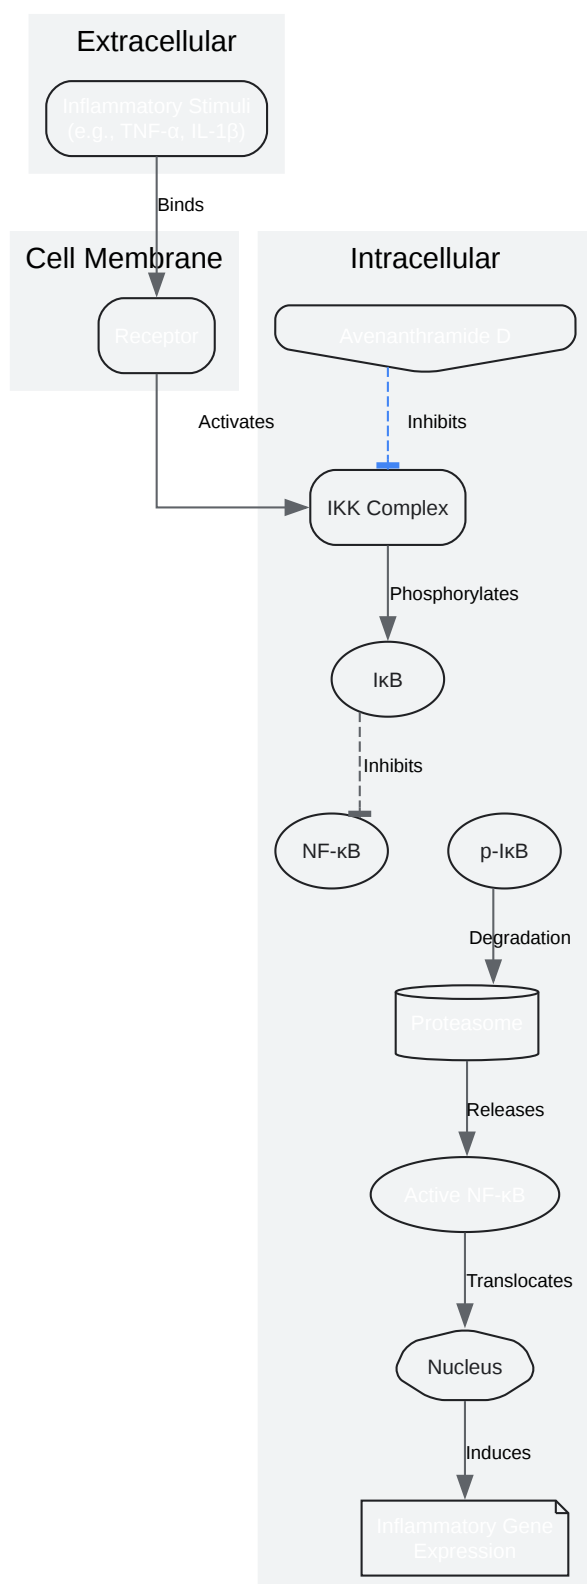 Extracellular
Inflammatory Stimuli
(e.g., TNF-α, IL-1β)
Binds
Cell Membrane
Receptor
Intracellular
Avenanthramide D
Activates
Inhibits
IKK Complex
Phosphorylates
IκB
Inhibits
NF-κB
p-IκB
Degradation
Proteasome
Releases
Active NF-κB
Translocates
Nucleus
Induces
Inflammatory Gene
Expression